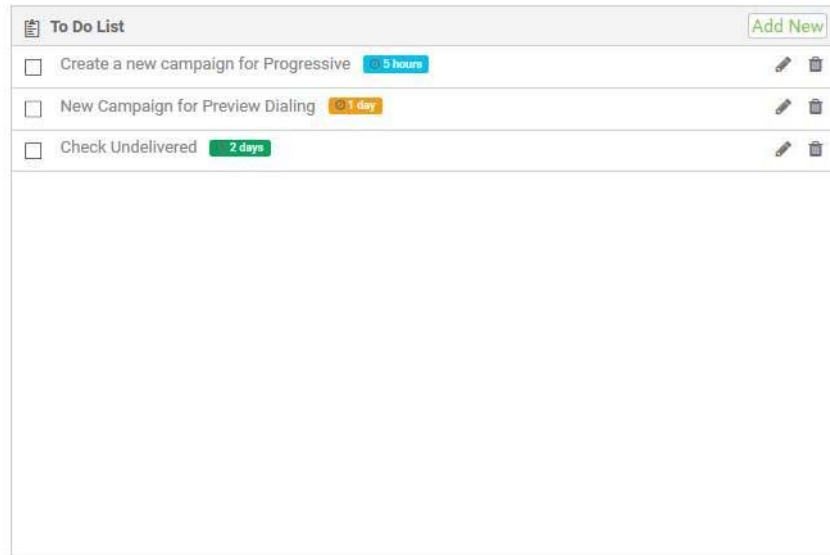 To Do List Add New
Create a new campaign for Progressive 5 hours
New Campaign for Preview Dialing 1 day
Check Undelivered 2 days